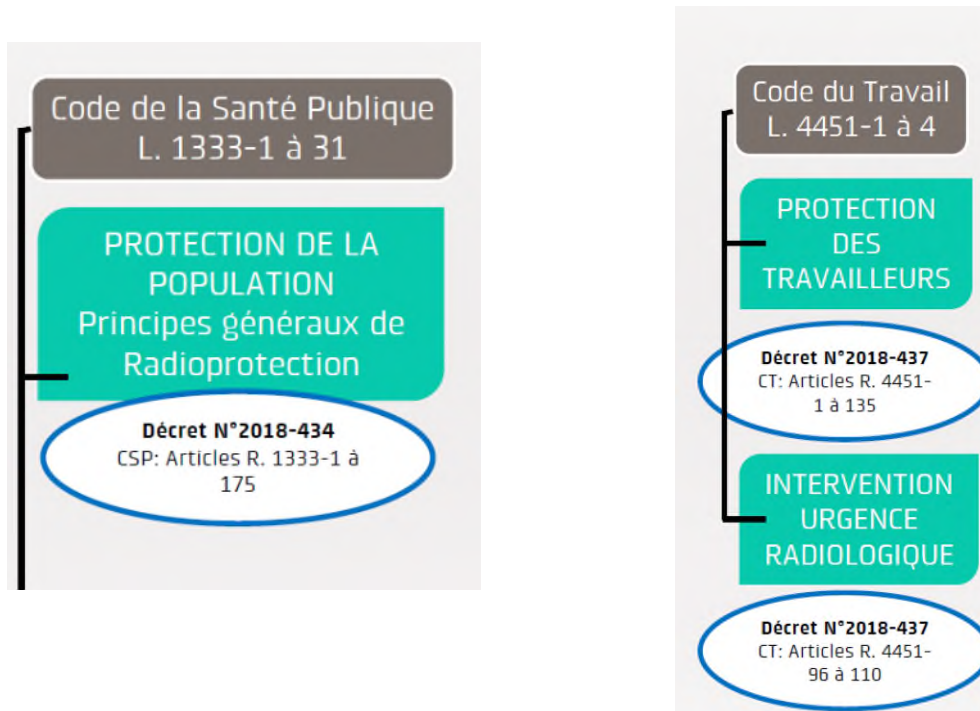 Code de la Santé Publique
L. 1333-1 à 31
PROTECTION DE LA
POPULATION
Principes généraux de
Radioprotection
Décret N°2018-434
CSP: Articles R. 1333-1 à
175
Code du Travail
L. 4451-1 à 4
PROTECTION
DES
TRAVAILLEURS
Décret N°2018-437
CT: Articles R. 4451-
1 à 135
INTERVENTION
URGENCE
RADIOLOGIQUE
Décret N°2018-437
CT: Articles R. 4451-
96 à 110